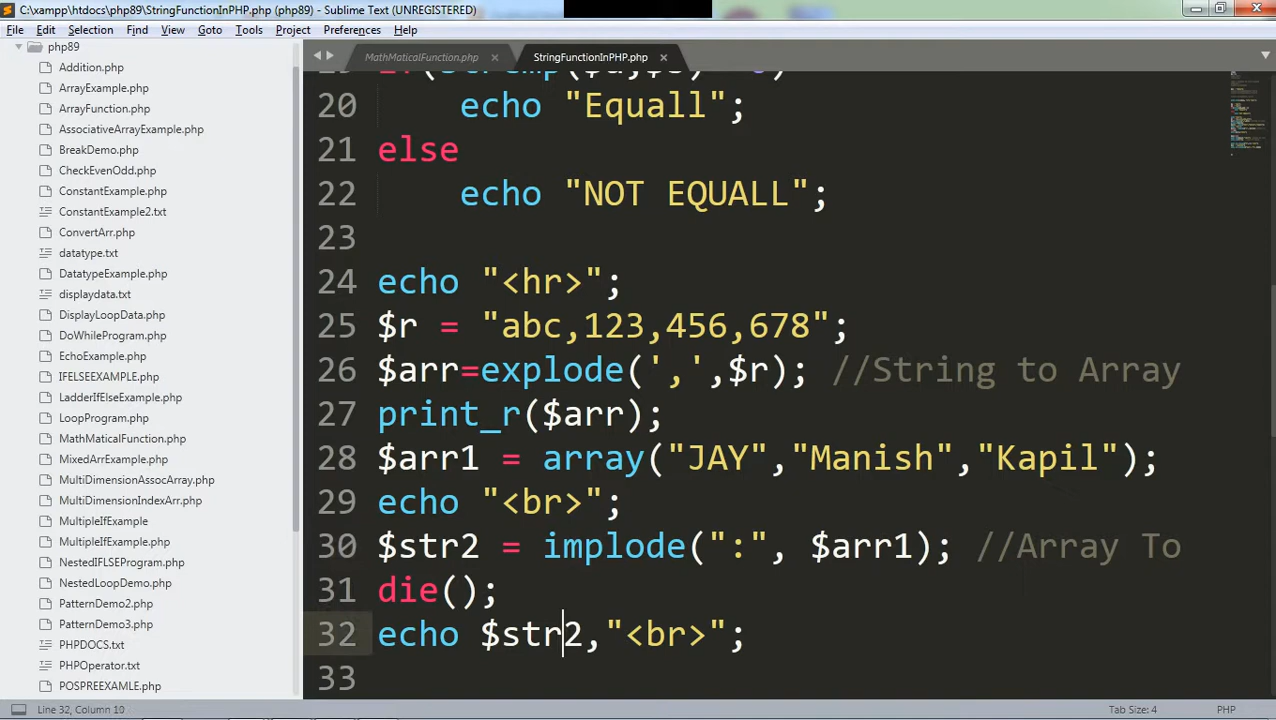 C:\xampp\htdocs\php89\StringFunctionInPHP.php (php89) - Sublime Text (UNREGISTERED)
File Edit Selection Find View Goto Tools Project Preferences Help
php89
Addition.php
ArrayExample.php
ArrayFunction.php
AssociativeArrayExample.php
BreakDemo.php
CheckEvenOdd.php
ConstantExample.php
ConstantExample2.txt
ConvertArr.php
datatype.txt
DatatypeExample.php
displaydata.txt
DisplayLoopData.php
DoWhileProgram.php
EchoExample.php
IFELSEEXAMPLE.php
LadderIfElseExample.php
LoopProgram.php
MathMaticalFunction.php
MixedArrExample.php
MultiDimensionAssocArray.php
MultiDimensionIndexArr.php
MultipleIfExample
MultipleIfExample.php
NestedIFLSEProgram.php
NestedLoopDemo.php
PatternDemo2.php
PatternDemo3.php
PHPDOCS.txt
PHPOperator.txt
POSPREEXAMLE.php
MathMaticalFunction.php
StringFunctionInPHP.php
20 echo "Equall";
21 else
22 echo "NOT EQUALL";
23
24 echo "<hr>";
25 $r = "abc,123,456,678";
26 $arr=explode(',',$r); //String to Array
27 print_r($arr);
28 $arr1 = array("JAY","Manish","Kapil");
29 echo "<br>";
30 $str2 = implode(":", $arr1); //Array To
31 die();
32 echo $str2,"<br>";
33
Line 32, Column 10
Tab Size: 4
PHP